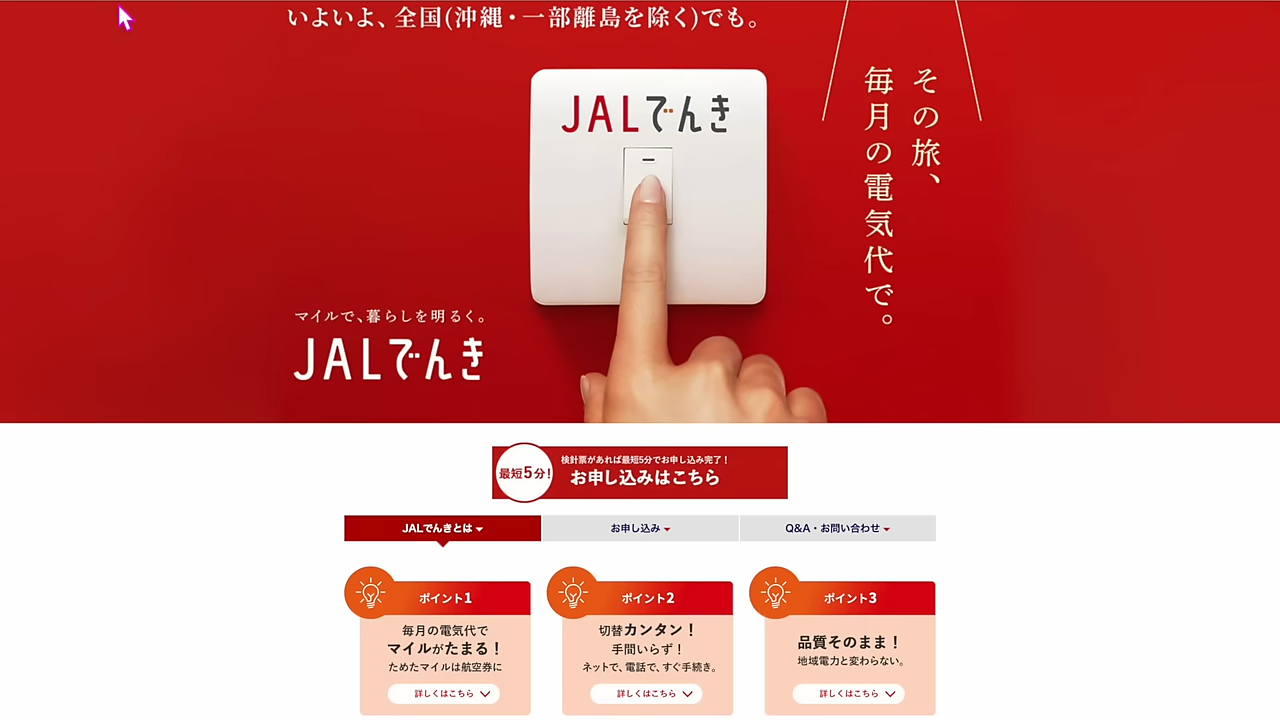 いよいよ、全国(沖縄・一部離島を除く)でも。
JALでんき
その旅、
毎月の電気代で。
マイルで、暮らしを明るく。
JALでんき
最短5分!
検針票があれば最短5分でお申し込み完了!
お申し込みはこちら
JALでんきとは
お申し込み
Q&A・お問い合わせ
ポイント1
毎月の電気代で
マイルがたまる!
ためたマイルは航空券に
詳しくはこちら
ポイント2
切替カンタン!
手間いらず!
ネットで、電話で、すぐ手続き。
詳しくはこちら
ポイント3
品質そのまま!
地域電力と変わらない。
詳しくはこちら